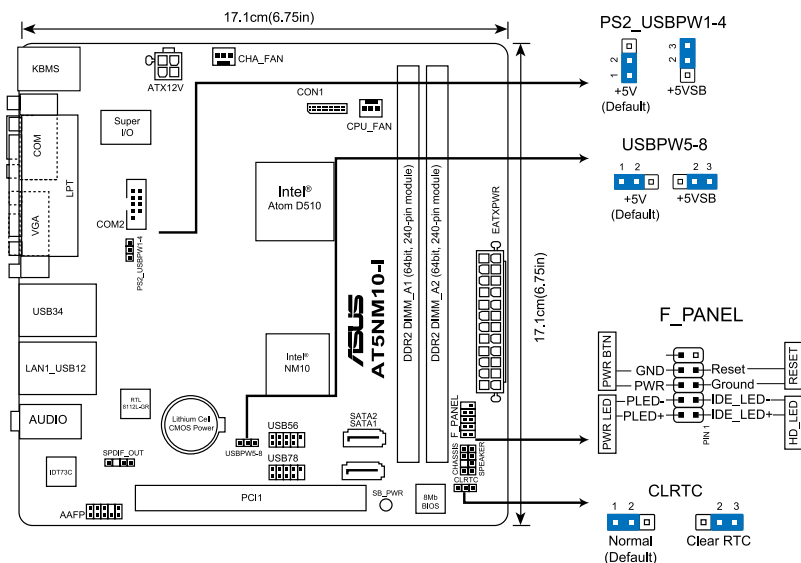 17.1cm(6.75in)
KBMS
ATX12V
CHA_FAN
CON1
CPU_FAN
Super
I/O
COM
LPT
VGA
COM2
PS2_USBPW1-4
Intel®
Atom D510
DDR2 DIMM_A1 (64bit, 240-pin module)
DDR2 DIMM_A2 (64bit, 240-pin module)
EATXPWR
17.1cm(6.75in)
USB34
LAN1_USB12
AUDIO
Intel®
NM10
ASUS
AT5NM10-I
RTL
8112L-GR
Lithium Cell
CMOS Power
USBPW5-8
USB56
USB78
SATA2
SATA1
F_PANEL
CHASSIS
SPEAKER
CLRTC
SPDIF_OUT
IDT73C
AAFP
PCI1
SB_PWR
8Mb
BIOS
PS2_USBPW1-4
1 2
2 3
+5V
(Default)
+5VSB
USBPW5-8
1 2
2 3
+5V
(Default)
+5VSB
F_PANEL
PWR BTN
GND
PWR
Reset
Ground
RESET
PWR LED
PLED-
PLED+
IDE_LED-
IDE_LED+
HD_LED
PIN 1
CLRTC
1 2
2 3
Normal
(Default)
Clear RTC